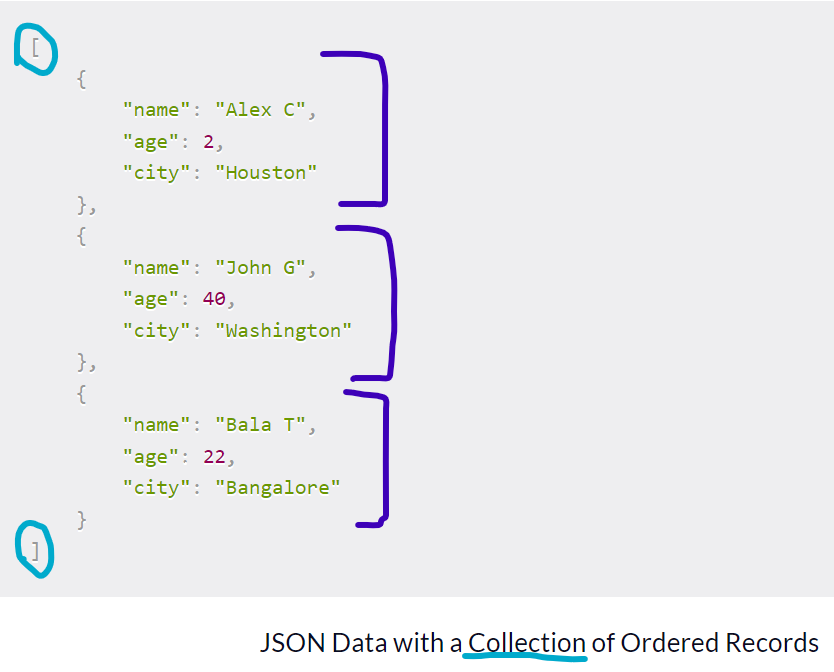 [
{
"name": "Alex C",
"age": 2,
"city": "Houston"
},
{
"name": "John G",
"age": 40,
"city": "Washington"
},
{
"name": "Bala T",
"age": 22,
"city": "Bangalore"
}
]
JSON Data with a Collection of Ordered Records